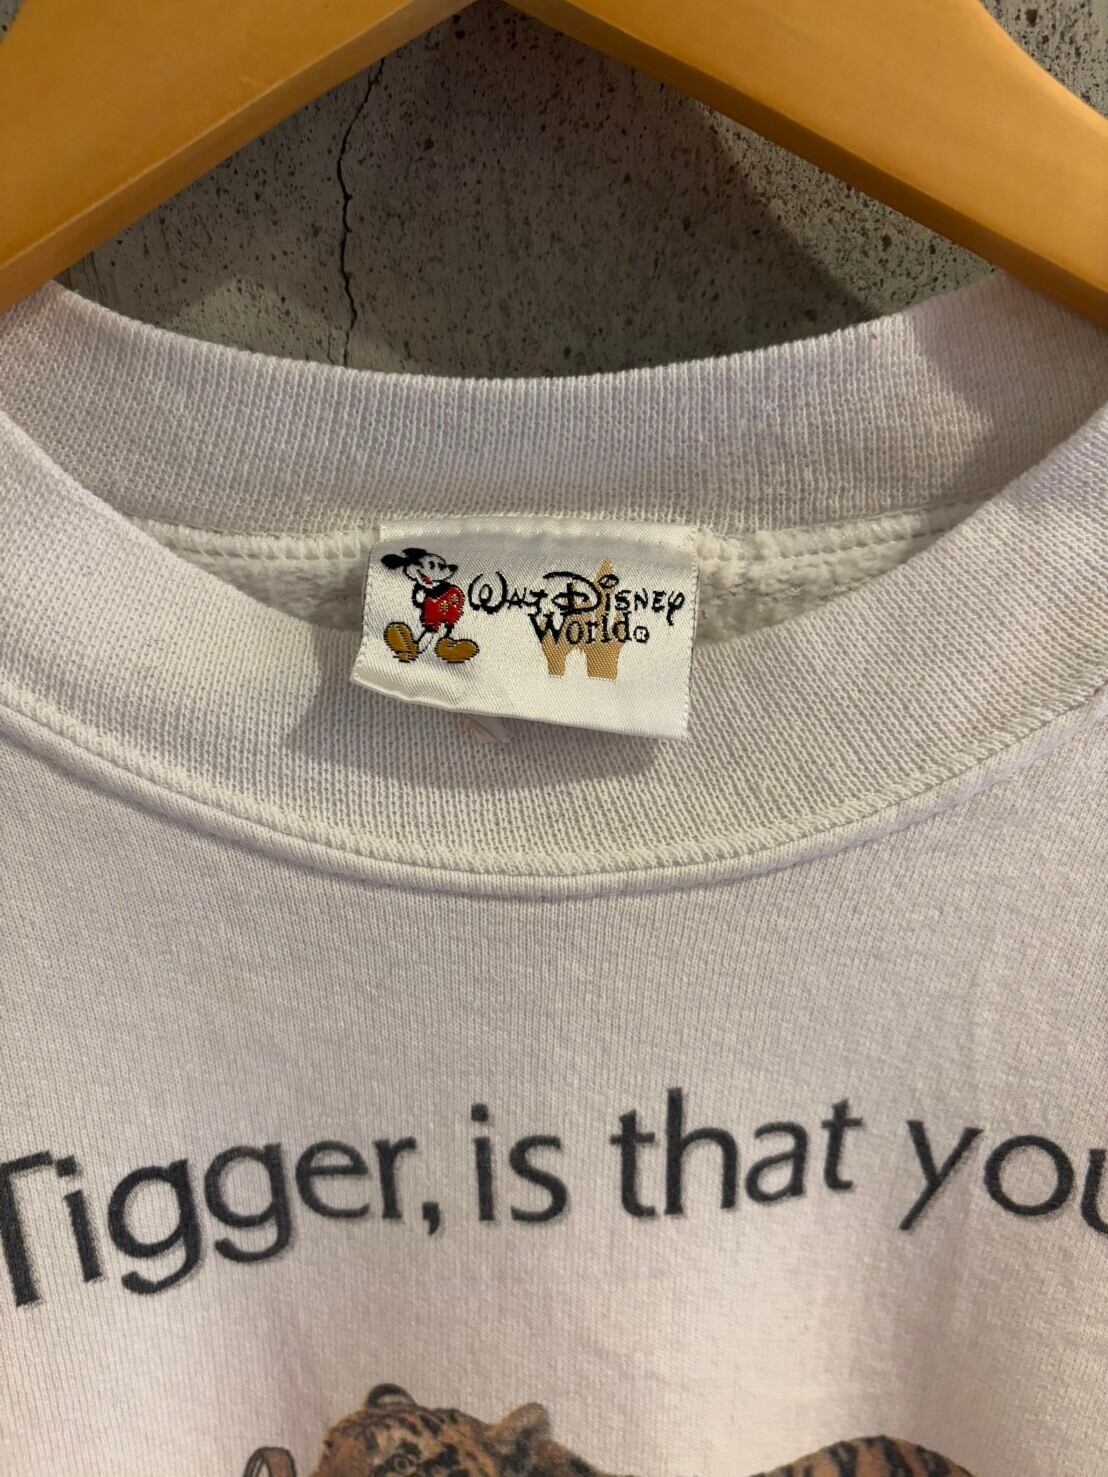 WALT DISNEY
World®
Tigger, is that you